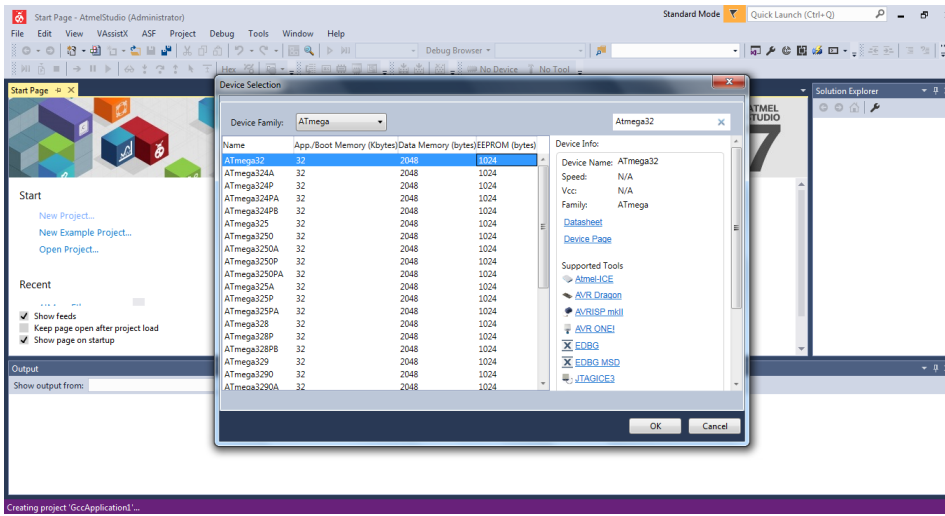 Start Page - AtmelStudio (Administrator)
Standard Mode
Quick Launch (Ctrl+Q)
File Edit View VAssistX ASF Project Debug Tools Window Help
Debug Browser
Hex
No Device No Tool
Start Page
Device Selection
Solution Explorer
ATMEL
STUDIO
7
Device Family: ATmega
Atmega32
Name App./Boot Memory (Kbytes) Data Memory (bytes) EEPROM (bytes)
ATmega32 32 2048 1024
ATmega324A 32 2048 1024
ATmega324P 32 2048 1024
ATmega324PA 32 2048 1024
ATmega324PB 32 2048 1024
ATmega325 32 2048 1024
ATmega3250 32 2048 1024
ATmega3250A 32 2048 1024
ATmega3250P 32 2048 1024
ATmega3250PA 32 2048 1024
ATmega325A 32 2048 1024
ATmega325P 32 2048 1024
ATmega325PA 32 2048 1024
ATmega328 32 2048 1024
ATmega328P 32 2048 1024
ATmega328PB 32 2048 1024
ATmega329 32 2048 1024
ATmega3290 32 2048 1024
ATmega3290A 32 2048 1024
Device Info:
Device Name: ATmega32
Speed: N/A
Vcc: N/A
Family: ATmega
Datasheet
Device Page
Supported Tools
Atmel-ICE
AVR Dragon
AVRISP mkII
AVR ONE!
EDBG
EDBG MSD
JTAGICE3
OK Cancel
Start
New Project...
New Example Project...
Open Project...
Recent
Show feeds
Keep page open after project load
Show page on startup
Output
Show output from:
Creating project 'GccApplication1'...